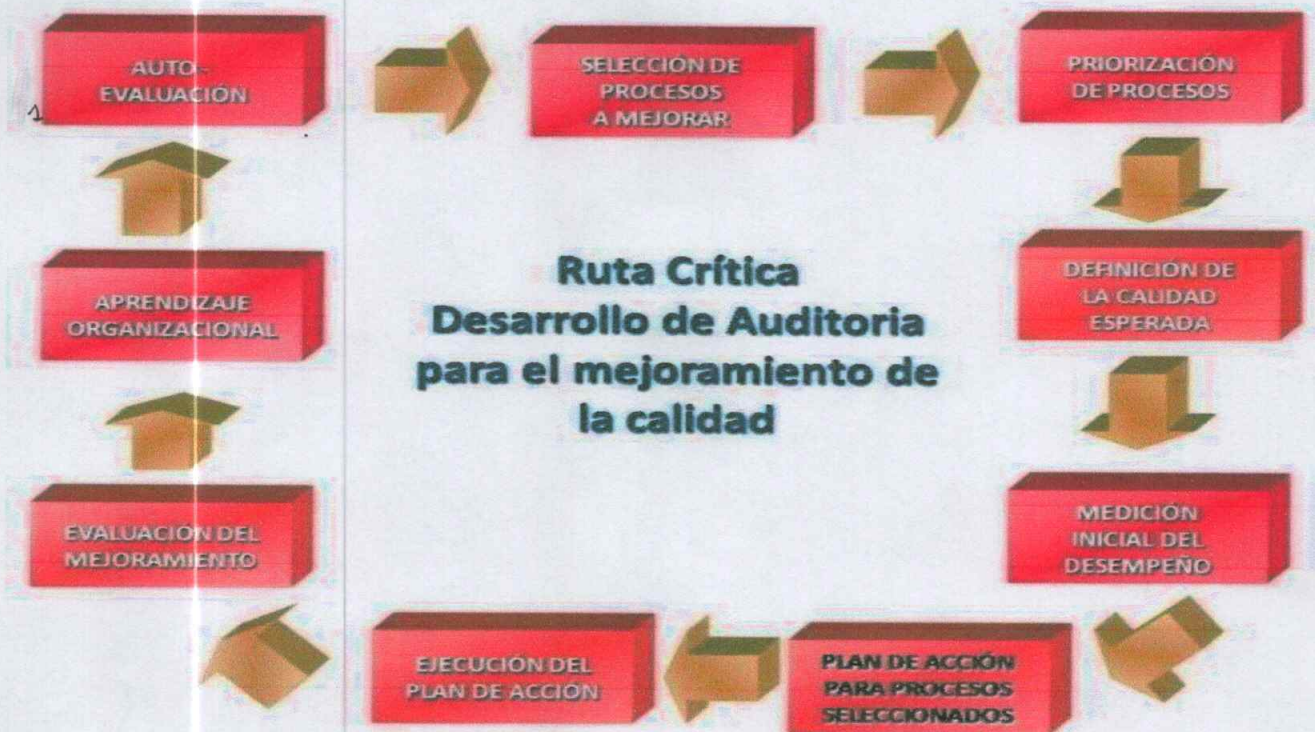 AUTO -
EVALUACIÓN
SELECCIÓN DE
PROCESOS
A MEJORAR
PRIORIZACIÓN
DE PROCESOS
DEFINICIÓN DE
LA CALIDAD
ESPERADA
MEDICIÓN
INICIAL DEL
DESEMPEÑO
PLAN DE ACCIÓN
PARA PROCESOS
SELECCIONADOS
EJECUCIÓN DEL
PLAN DE ACCIÓN
EVALUACIÓN DEL
MEJORAMIENTO
APRENDIZAJE
ORGANIZACIONAL
Ruta Crítica
Desarrollo de Auditoria
para el mejoramiento de
la calidad